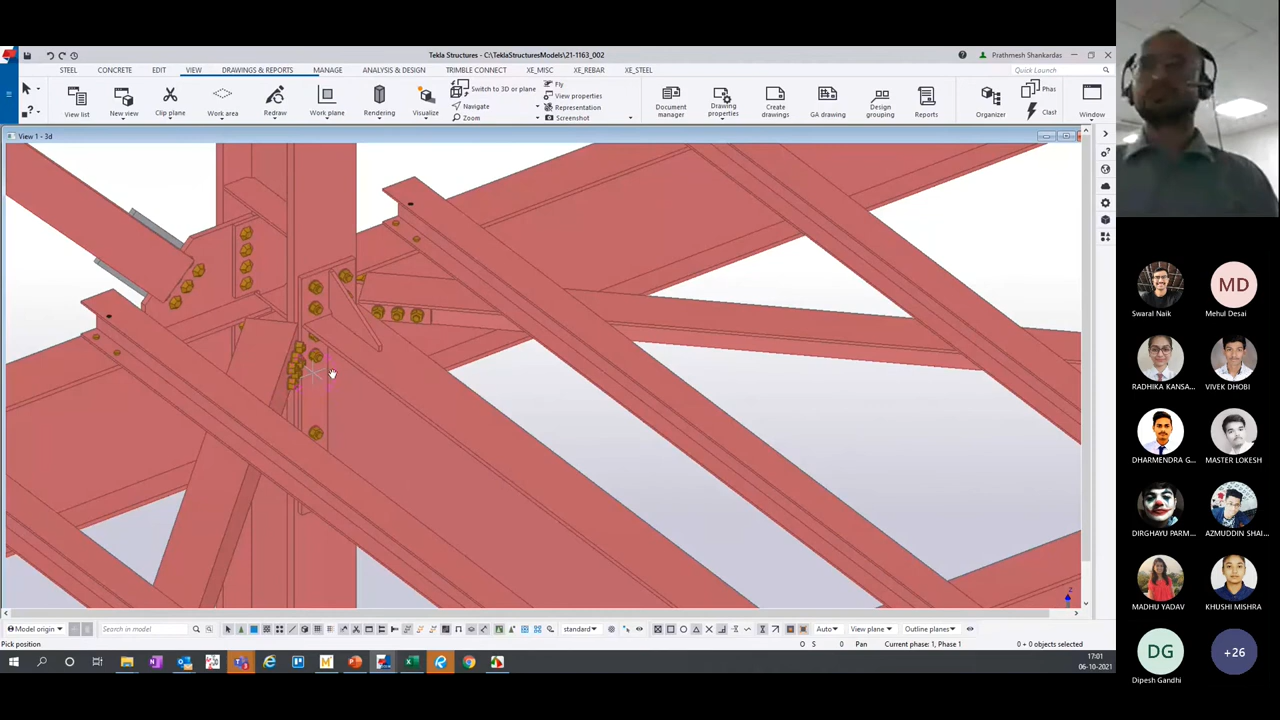 Tekla Structures - C:\TeklaStructuresModels\21-1163_002
Prathmesh Shankardas
STEEL CONCRETE EDIT VIEW DRAWINGS & REPORTS MANAGE ANALYSIS & DESIGN TRIMBLE CONNECT XE_MISC XE_REBAR XE_STEEL Quick Launch
View list
New view
Clip plane
Work area
Redraw
Work plane
Rendering
Visualize
Switch to 3D or plane
Navigate
Zoom
Fly
View properties
Representation
Screenshot
Document manager
Drawing properties
Create drawings
GA drawing
Design grouping
Reports
Organizer
Phas
Clash
Window
View 1 - 3d
Swaral Naik
MD
Mehul Desai
RADHIKA KANSA...
VIVEK DHOBI
DHARMENDRA G...
MASTER LOKESH
DIRGHAYU PARM...
AZMUDDIN SHAI...
MADHU YADAV
KHUSHI MISHRA
DG
Dipesh Gandhi
+26
z
Model origin
Search in model
standard
Auto
View plane
Outline planes
Pick position
O S 0 Pan Current phase: 1, Phase 1 0 + 0 objects selected
17:01
06-10-2021